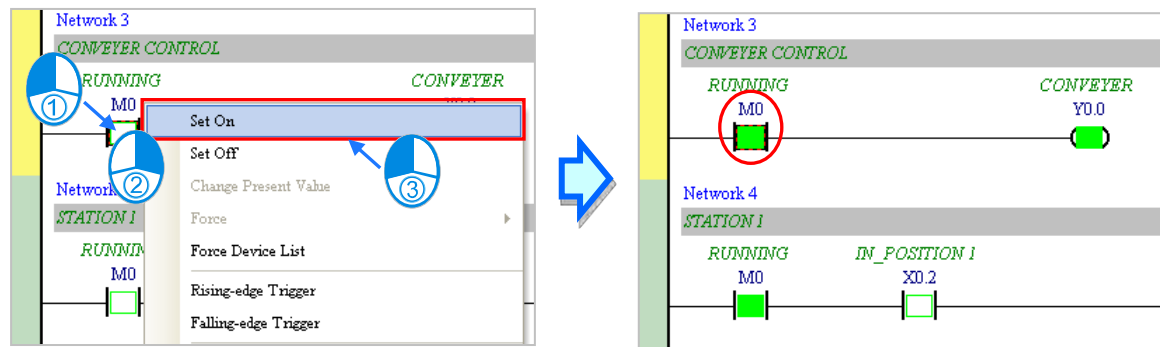 Network 3
CONVEYER CONTROL
RUNNING CONVEYER
M0
①
Set On
②
Set Off
③
Change Present Value
Network
STATION 1
Force
RUNNIN
Force Device List
M0
Rising-edge Trigger
Falling-edge Trigger
Network 3
CONVEYER CONTROL
RUNNING CONVEYER
M0 Y0.0
Network 4
STATION 1
RUNNING IN_POSITION 1
M0 X0.2